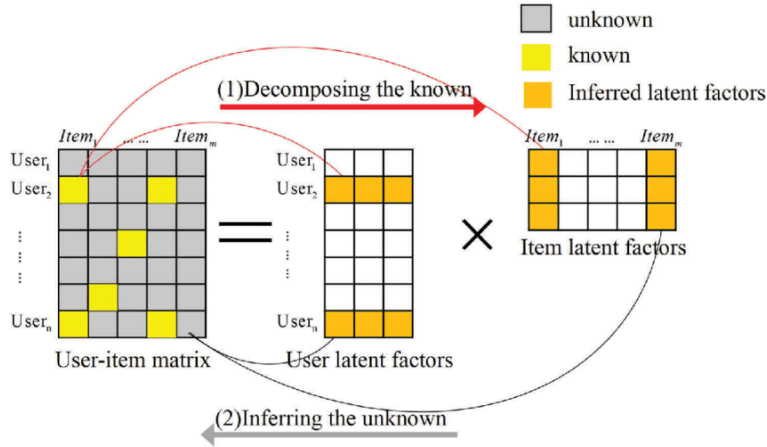 unknown
known
Inferred latent factors
(1)Decomposing the known
Item₁ ... ... Itemₘ
User₁
User₂
⋮
Userₙ
User-item matrix
User₁
User₂
⋮
Userₙ
User latent factors
Item₁ ... ... Itemₘ
Item latent factors
=
×
(2)Inferring the unknown